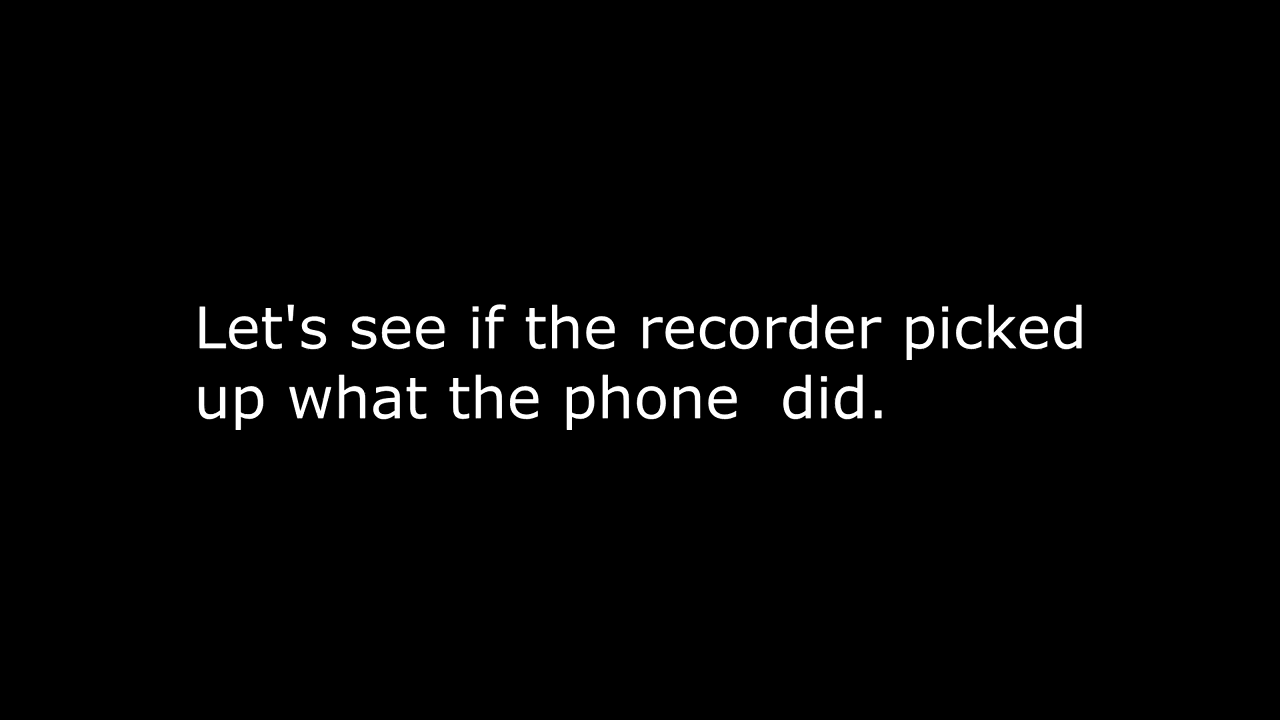 Let's see if the recorder picked
up what the phone  did.